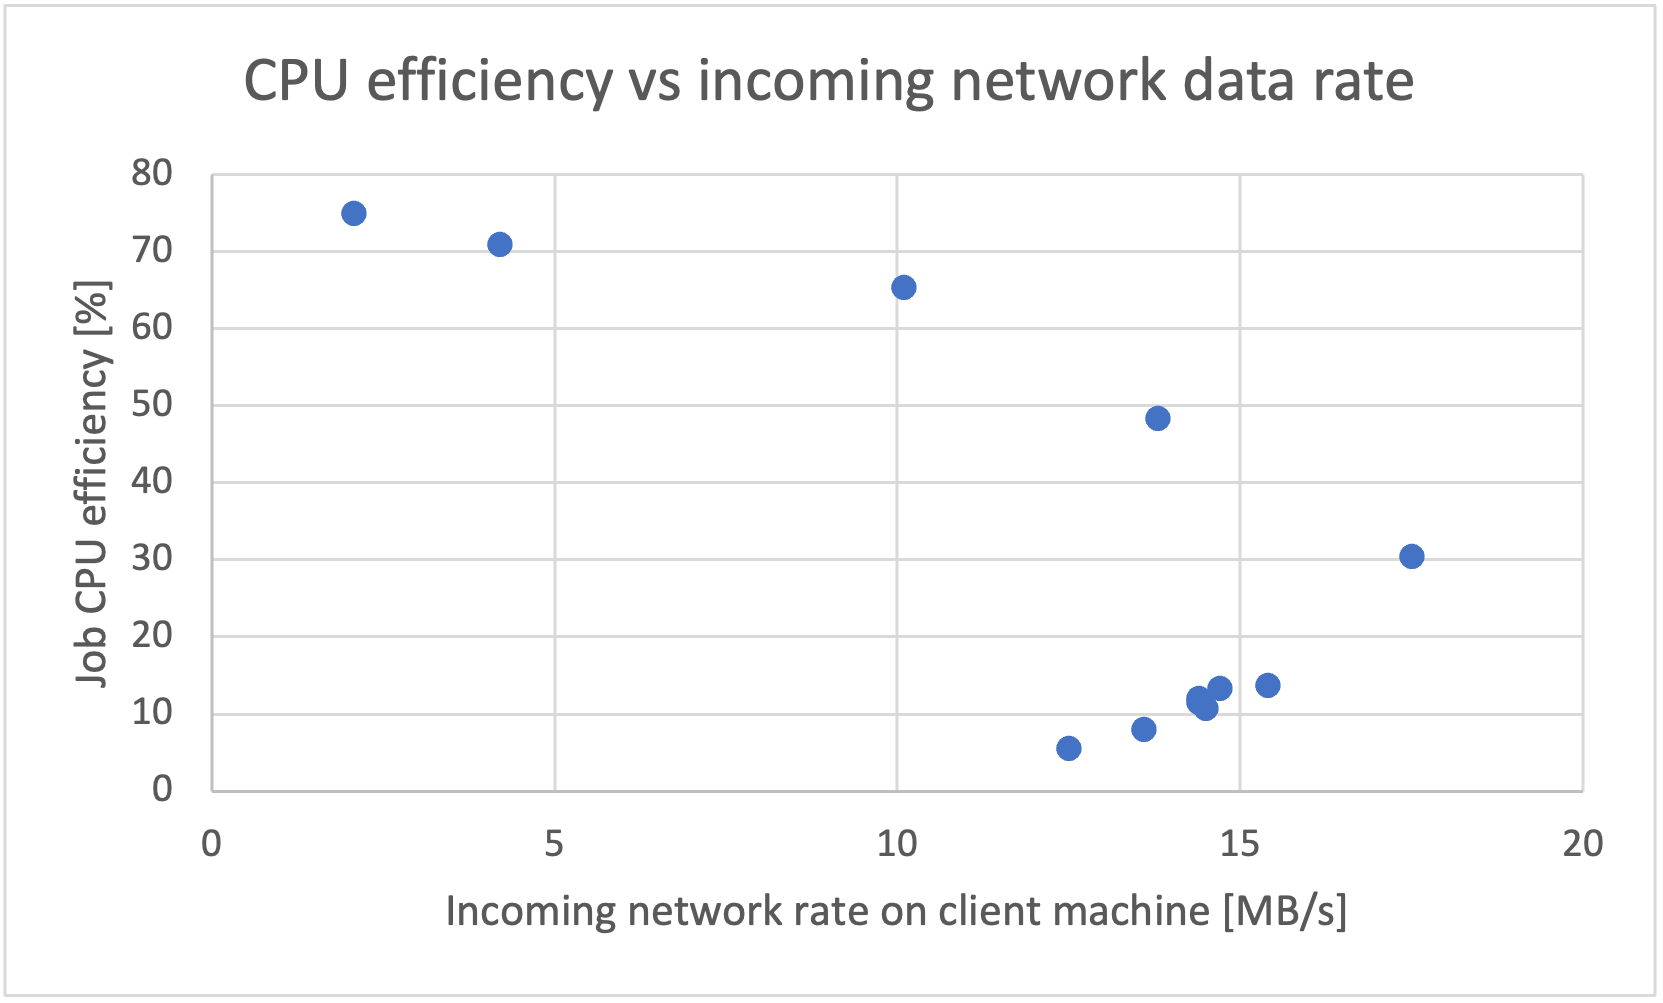 CPU efficiency vs incoming network data rate
Job CPU efficiency [%]
80
70
60
50
40
30
20
10
0
0 5 10 15 20
Incoming network rate on client machine [MB/s]